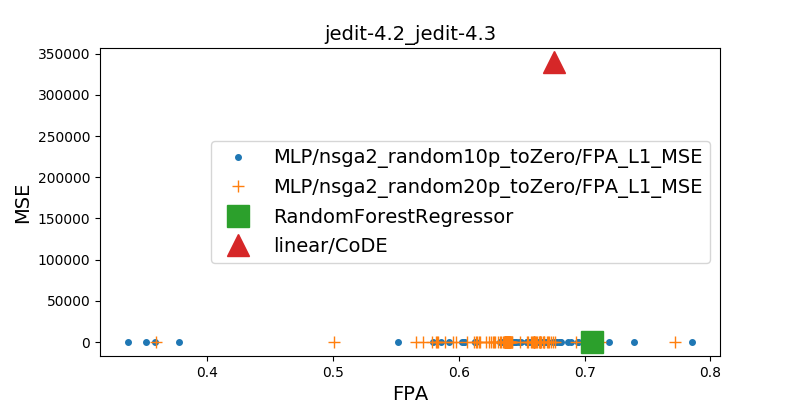 jedit-4.2_jedit-4.3
350000
300000
250000
200000
150000
100000
50000
0
MSE
MLP/nsga2_random10p_toZero/FPA_L1_MSE
MLP/nsga2_random20p_toZero/FPA_L1_MSE
RandomForestRegressor
linear/CoDE
0.4 0.5 0.6 0.7 0.8
FPA